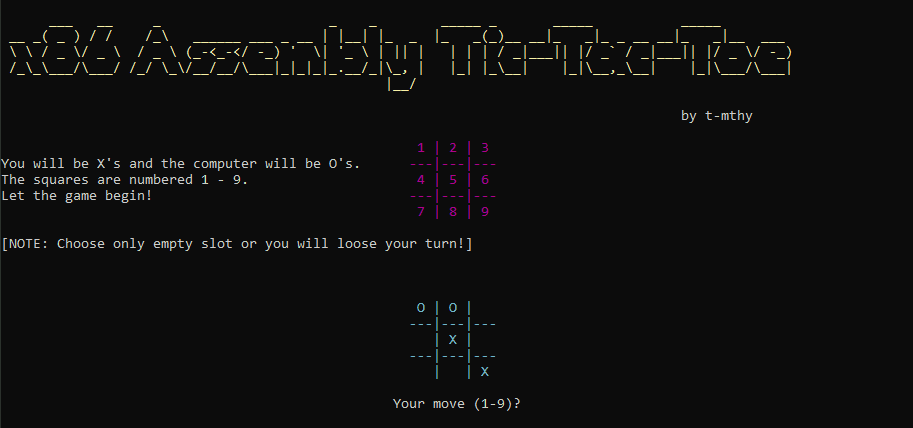 x86 Assembly Tic-Tac-Toe
by t-mthy
1 | 2 | 3
You will be X's and the computer will be O's.
---|---|---
The squares are numbered 1 - 9.
4 | 5 | 6
Let the game begin!
---|---|---
7 | 8 | 9
[NOTE: Choose only empty slot or you will loose your turn!]
O | O |
---|---|---
| X |
---|---|---
| | X
Your move (1-9)?